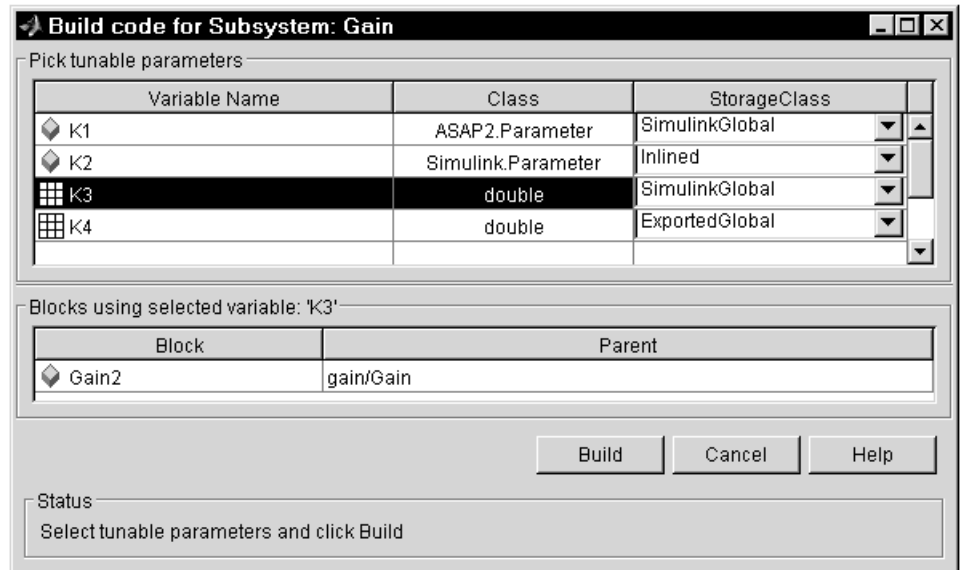 Build code for Subsystem: Gain
Pick tunable parameters
Variable Name Class StorageClass
K1 ASAP2.Parameter SimulinkGlobal
K2 Simulink.Parameter Inlined
K3 double SimulinkGlobal
K4 double ExportedGlobal
Blocks using selected variable: 'K3'
Block Parent
Gain2 gain/Gain
Build Cancel Help
Status
Select tunable parameters and click Build